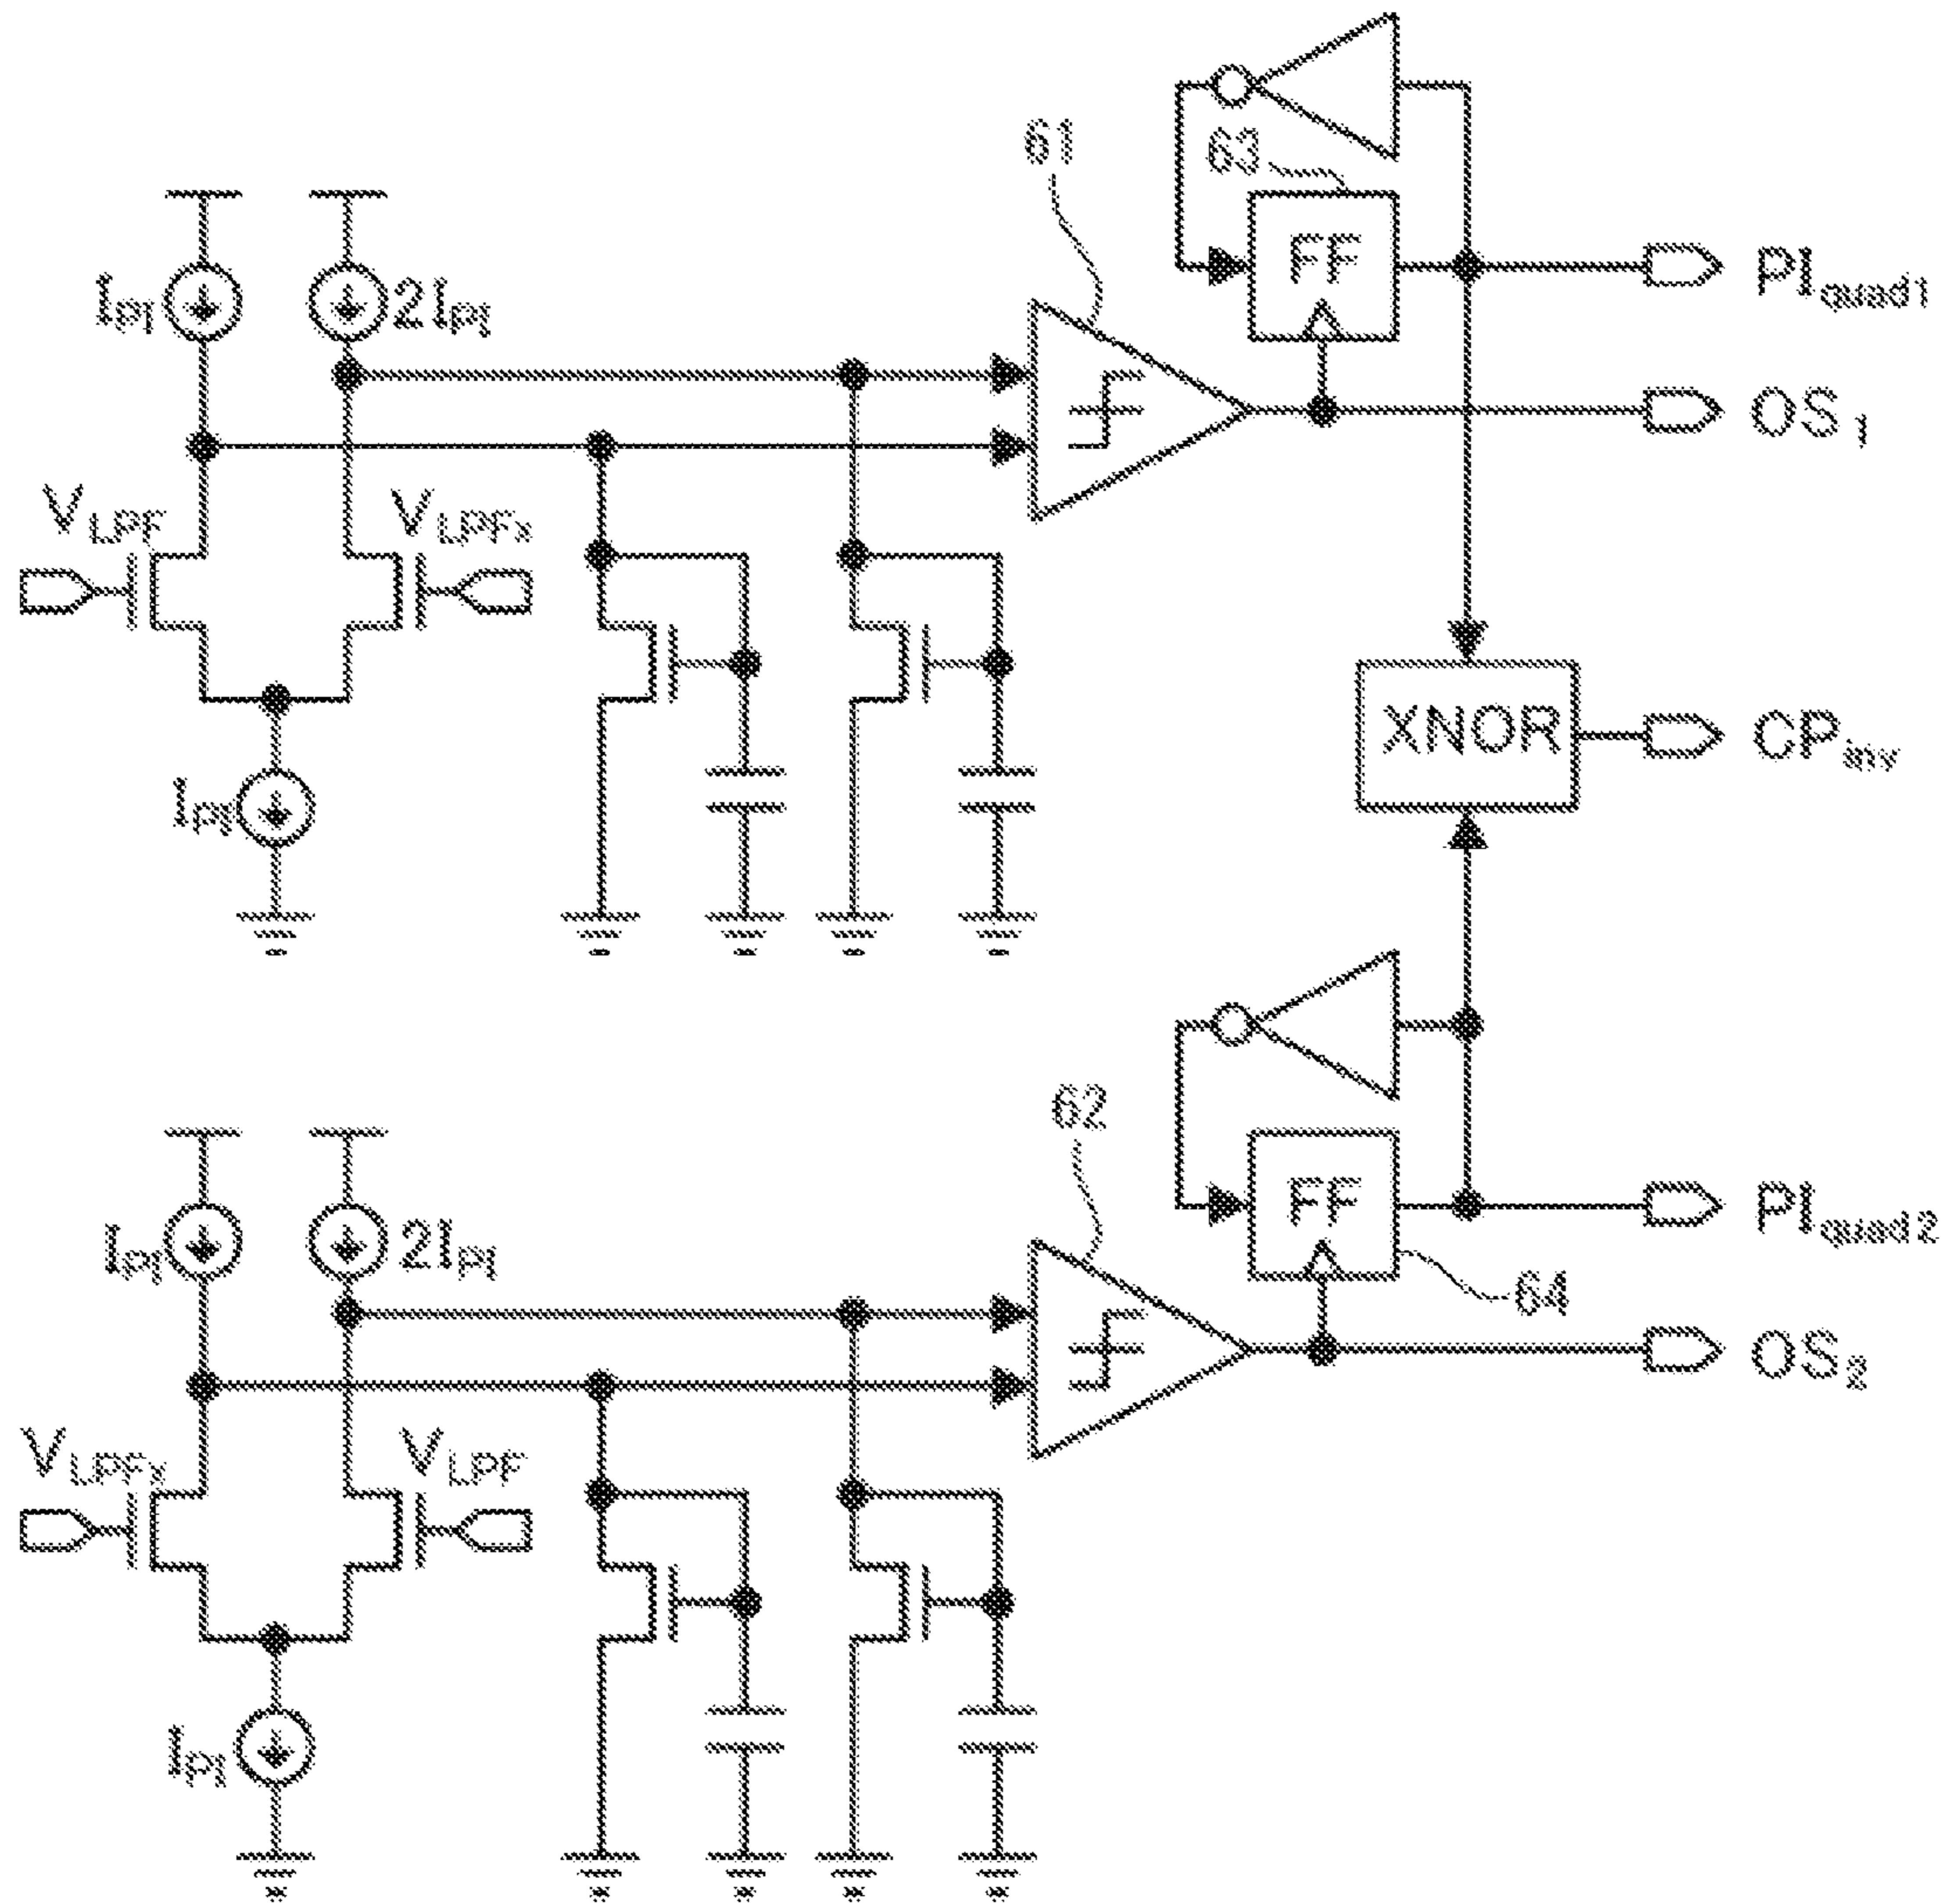 61
63
FF
PIquad1
IPI
2IPI
OS1
VLPF
VLPFx
XNOR
CPinv
IPI
62
FF
PIquad2
IPI
2IPI
64
OS2
VLPFx
VLPF
IPI